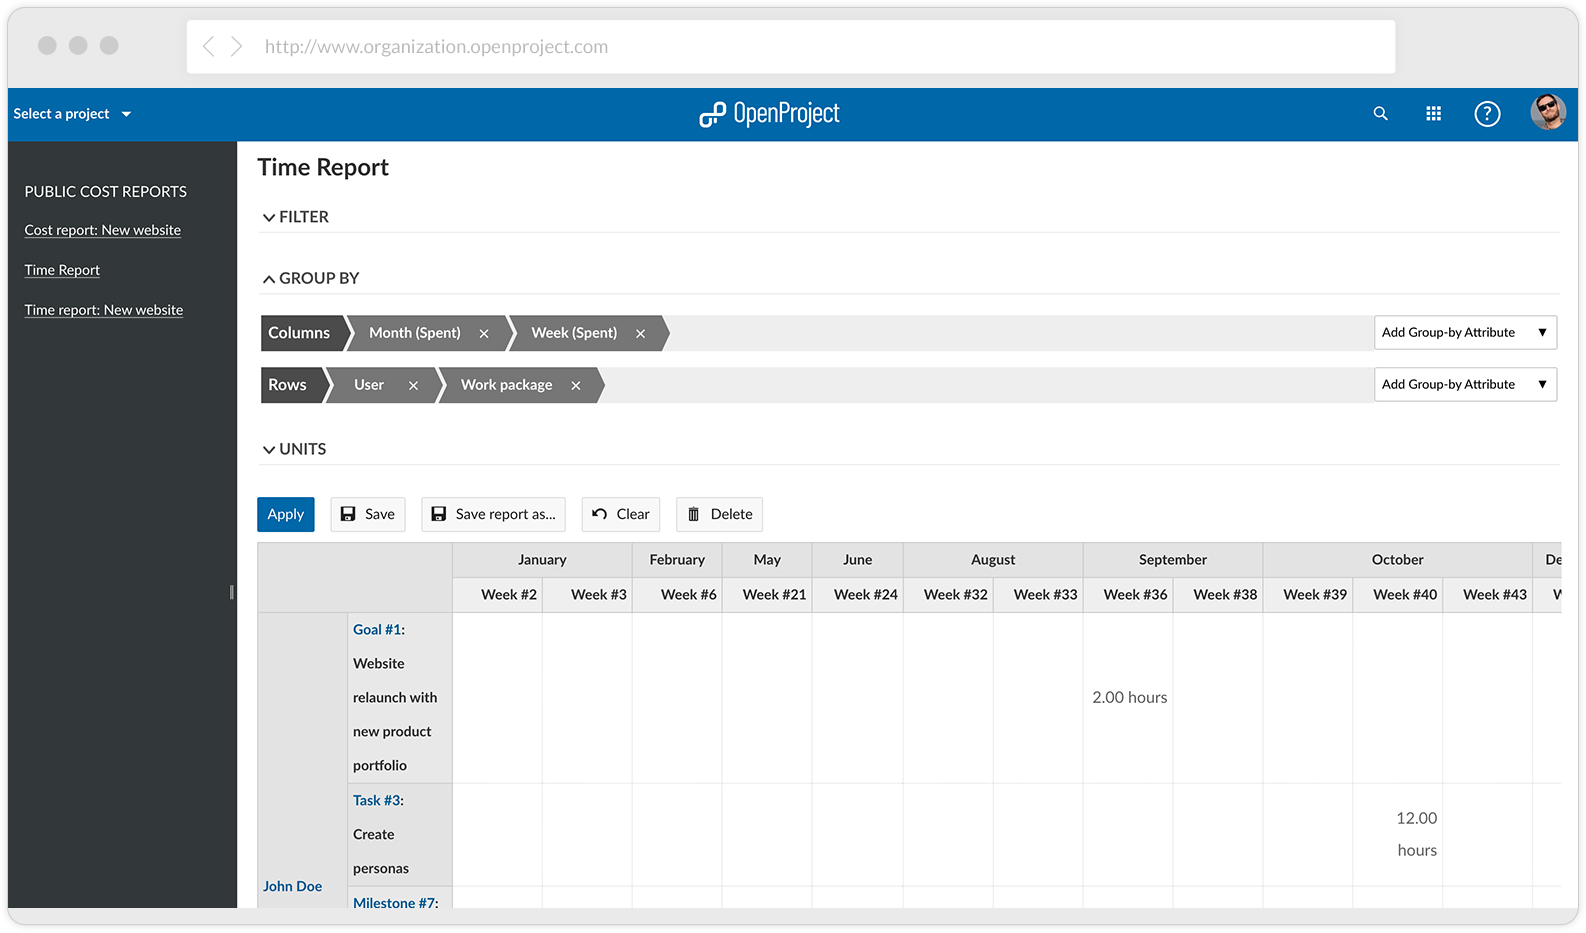 http://www.organization.openproject.com
Select a project
OpenProject
?
PUBLIC COST REPORTS
Cost report: New website
Time Report
Time report: New website
Time Report
FILTER
GROUP BY
Columns Month (Spent) Week (Spent) Add Group-by Attribute
Rows User Work package Add Group-by Attribute
UNITS
Apply Save Save report as... Clear Delete
January February May June August September October De
Week #2 Week #3 Week #6 Week #21 Week #24 Week #32 Week #33 Week #36 Week #38 Week #39 Week #40 Week #43
Goal #1:
Website
relaunch with
new product
portfolio
2.00 hours
Task #3:
Create
personas
12.00
hours
John Doe
Milestone #7: